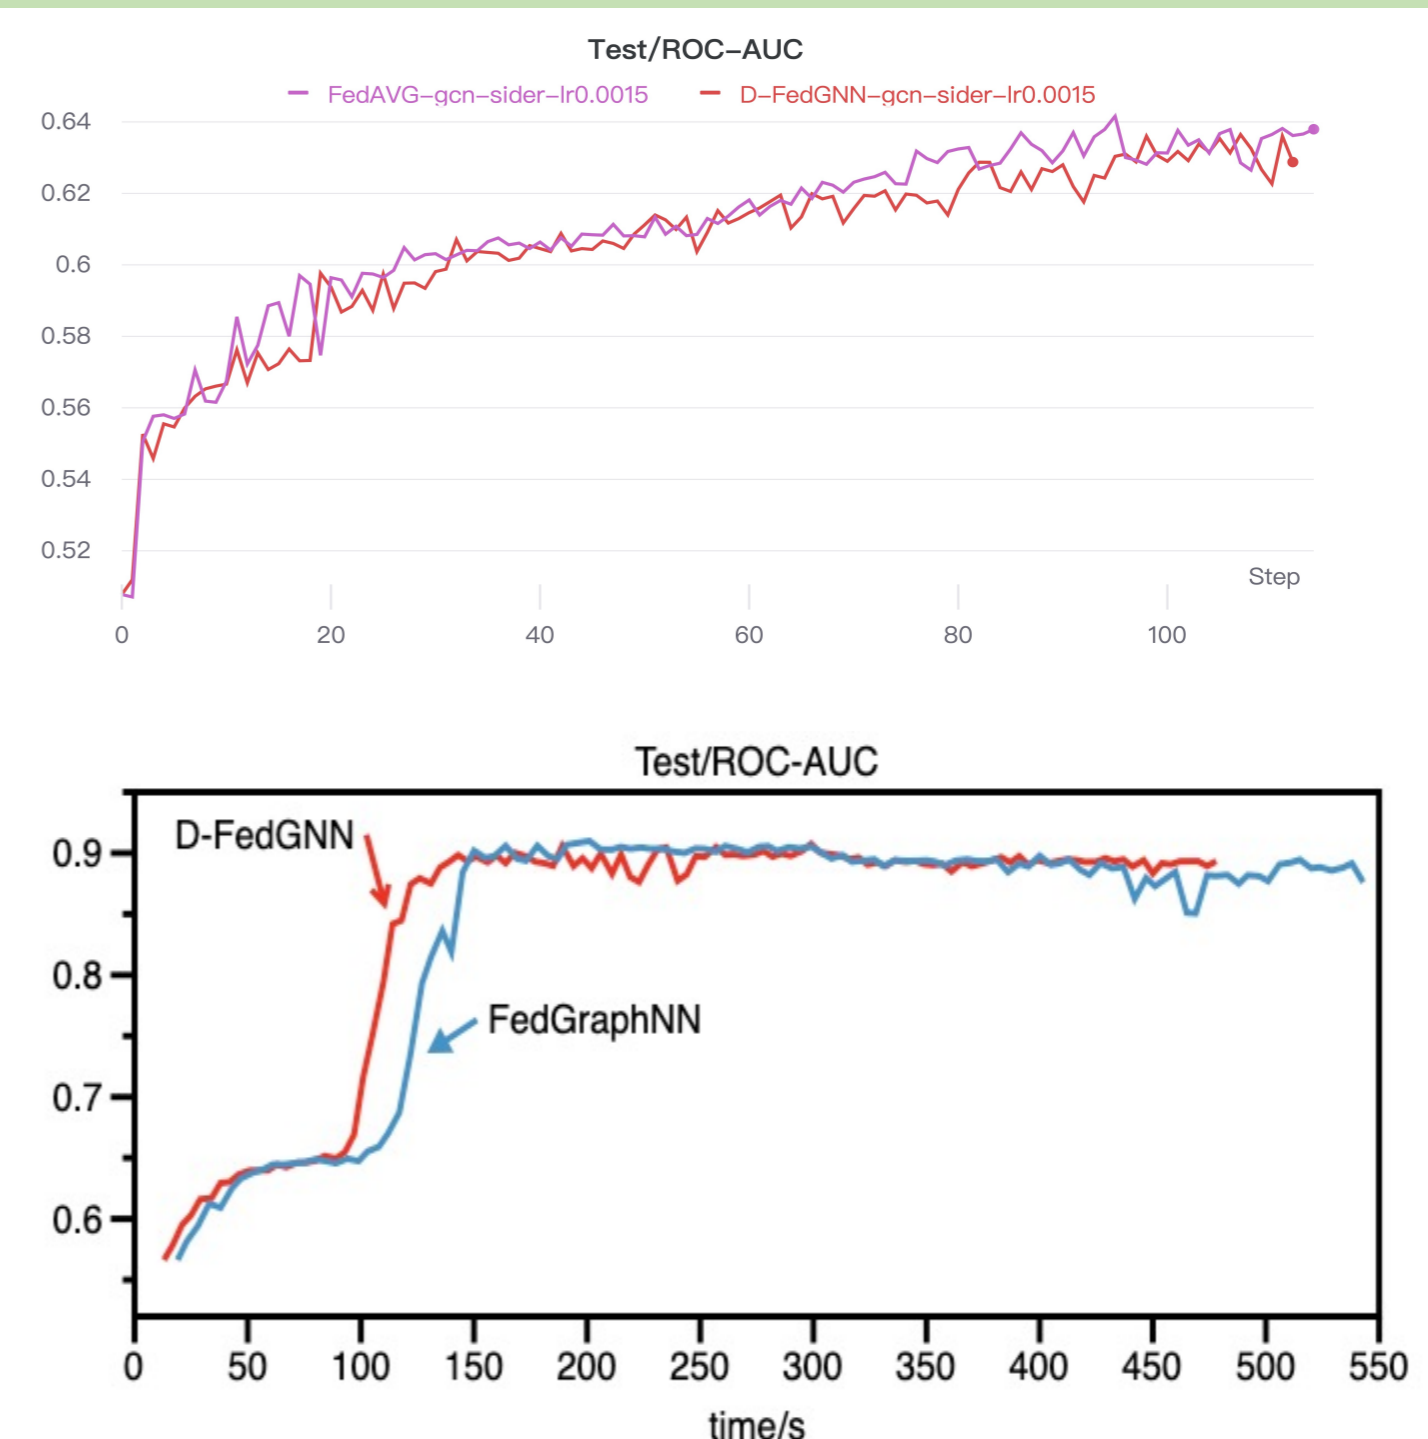 Test/ROC–AUC
FedAVG–gcn–sider–lr0.0015 D–FedGNN–gcn–sider–lr0.0015
0.64
0.62
0.6
0.58
0.56
0.54
0.52
Step
0 20 40 60 80 100
Test/ROC-AUC
D-FedGNN
0.9
0.8
FedGraphNN
0.7
0.6
0 50 100 150 200 250 300 350 400 450 500 550
time/s